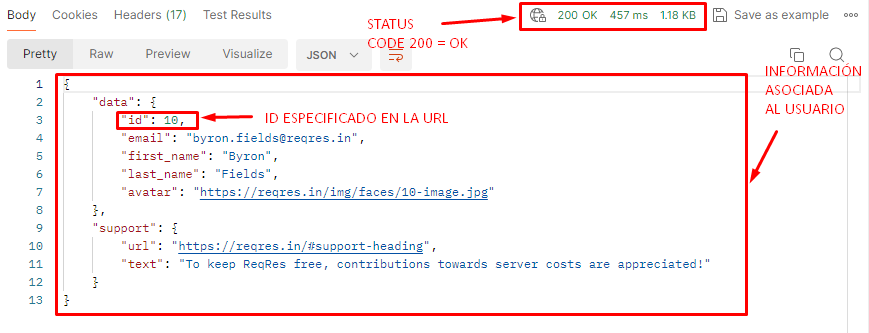 Body Cookies Headers (17) Test Results
STATUS
CODE 200 = OK
200 OK 457 ms 1.18 KB Save as example
Pretty Raw Preview Visualize JSON
INFORMACIÓN
ASOCIADA
AL USUARIO
1 {
2 "data": {
3 "id": 10,
ID ESPECIFICADO EN LA URL
4 "email": "byron.fields@reqres.in",
5 "first_name": "Byron",
6 "last_name": "Fields",
7 "avatar": "https://reqres.in/img/faces/10-image.jpg"
8 },
9 "support": {
10 "url": "https://reqres.in/#support-heading",
11 "text": "To keep ReqRes free, contributions towards server costs are appreciated!"
12 }
13 }